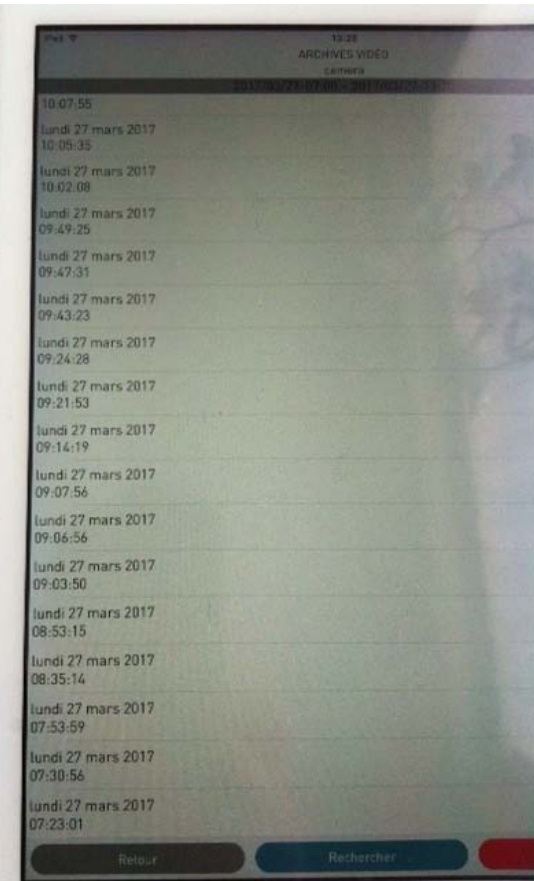 iPad
13:28
ARCHIVES VIDÉO
camera
10:07:55
lundi 27 mars 2017
10:05:35
lundi 27 mars 2017
10:02:08
lundi 27 mars 2017
09:49:25
lundi 27 mars 2017
09:47:31
lundi 27 mars 2017
09:43:23
lundi 27 mars 2017
09:24:28
lundi 27 mars 2017
09:21:53
lundi 27 mars 2017
09:14:19
lundi 27 mars 2017
09:07:56
lundi 27 mars 2017
09:06:56
lundi 27 mars 2017
09:03:50
lundi 27 mars 2017
08:53:15
lundi 27 mars 2017
08:35:14
lundi 27 mars 2017
07:53:59
lundi 27 mars 2017
07:30:56
lundi 27 mars 2017
07:23:01
Retour
Rechercher